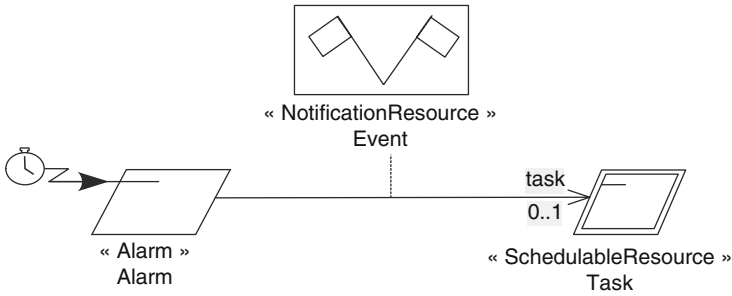 « NotificationResource »
Event
task
0..1
« Alarm »
Alarm
« SchedulableResource »
Task